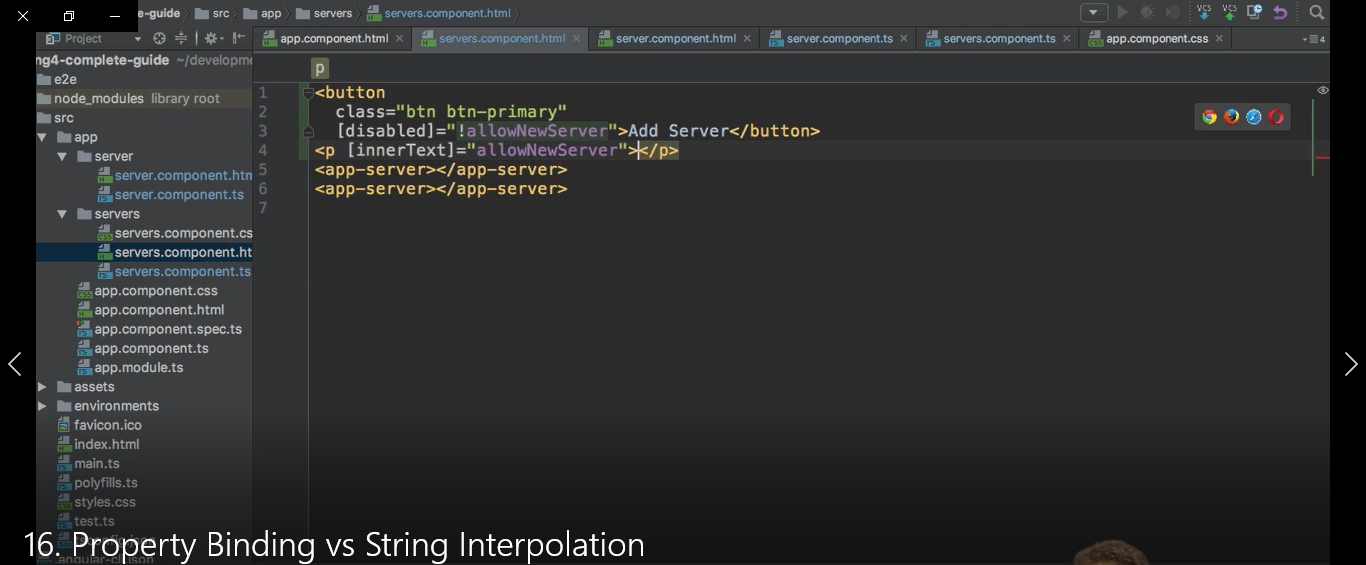 e-guide src app servers servers.component.html
Project
app.component.html servers.component.html server.component.html server.component.ts servers.component.ts app.component.css 4
ng4-complete-guide ~/developme
p
e2e
node_modules library root
src
app
server
server.component.htm
server.component.ts
servers
servers.component.cs
servers.component.ht
servers.component.ts
app.component.css
app.component.html
app.component.spec.ts
app.component.ts
app.module.ts
assets
environments
favicon.ico
index.html
main.ts
polyfills.ts
styles.css
test.ts
1 <button
2 class="btn btn-primary"
3 [disabled]="!allowNewServer">Add Server</button>
4 <p [innerText]="allowNewServer"></p>
5 <app-server></app-server>
6 <app-server></app-server>
7
VCS VCS
16. Property Binding vs String Interpolation
.angular-cli.json